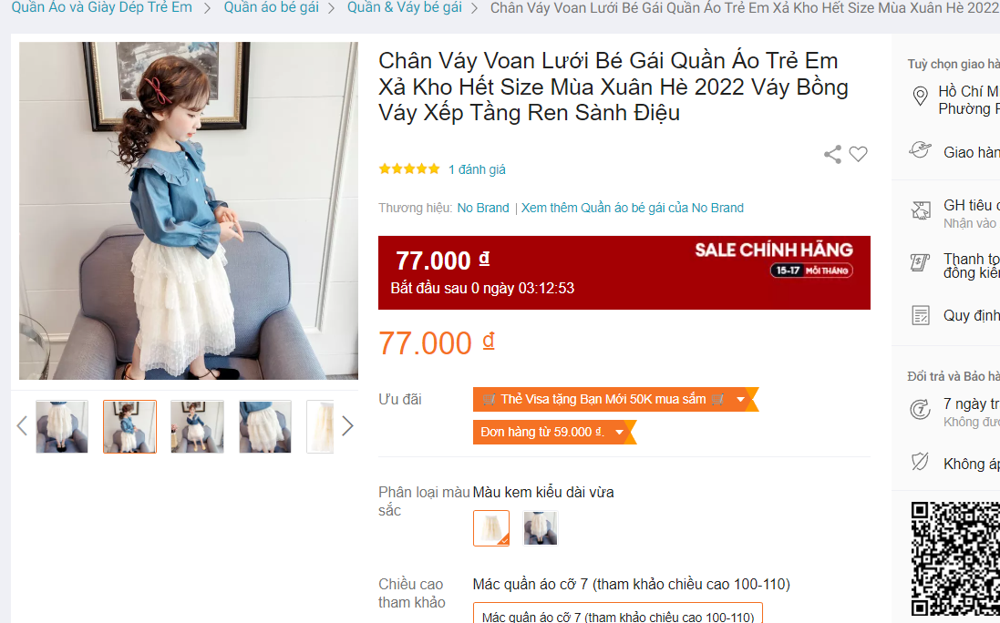 Quần Áo và Giày Dép Trẻ Em > Quần áo bé gái > Quần & Váy bé gái > Chân Váy Voan Lưới Bé Gái Quần Áo Trẻ Em Xả Kho Hết Size Mùa Xuân Hè 2022
Chân Váy Voan Lưới Bé Gái Quần Áo Trẻ Em
Xả Kho Hết Size Mùa Xuân Hè 2022 Váy Bồng
Váy Xếp Tầng Ren Sành Điệu
1 đánh giá
Thương hiệu: No Brand | Xem thêm Quần áo bé gái của No Brand
77.000 ₫
SALE CHÍNH HÃNG
15-17 MỖI THÁNG
Bắt đầu sau 0 ngày 03:12:53
77.000 ₫
Ưu đãi
🛒 Thẻ Visa tặng Bạn Mới 50K mua sắm 🛒
Đơn hàng từ 59.000 ₫.
Phân loại màu sắc
Màu kem kiểu dài vừa
Chiều cao tham khảo
Mác quần áo cỡ 7 (tham khảo chiều cao 100-110)
Mác quần áo cỡ 7 (tham khảo chiều cao 100-110)
Tuỳ chọn giao hà
Hồ Chí M
Phường
Giao hàn
GH tiêu
Nhận vào
Thanh to
đồng kiể
Quy định
Đổi trả và Bảo hà
7 ngày tr
Không đư
Không áp